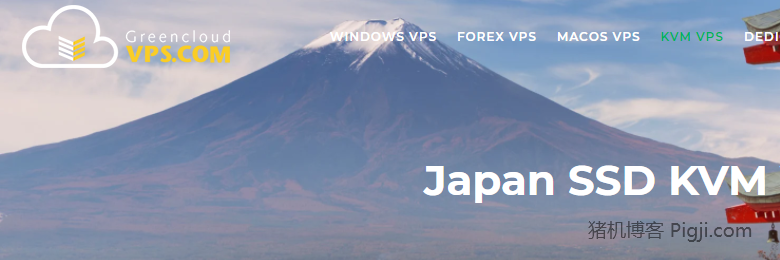 Greencloud
VPS.COM
WINDOWS VPS FOREX VPS MACOS VPS KVM VPS
Japan SSD KVM
猪机博客 Pigji.com